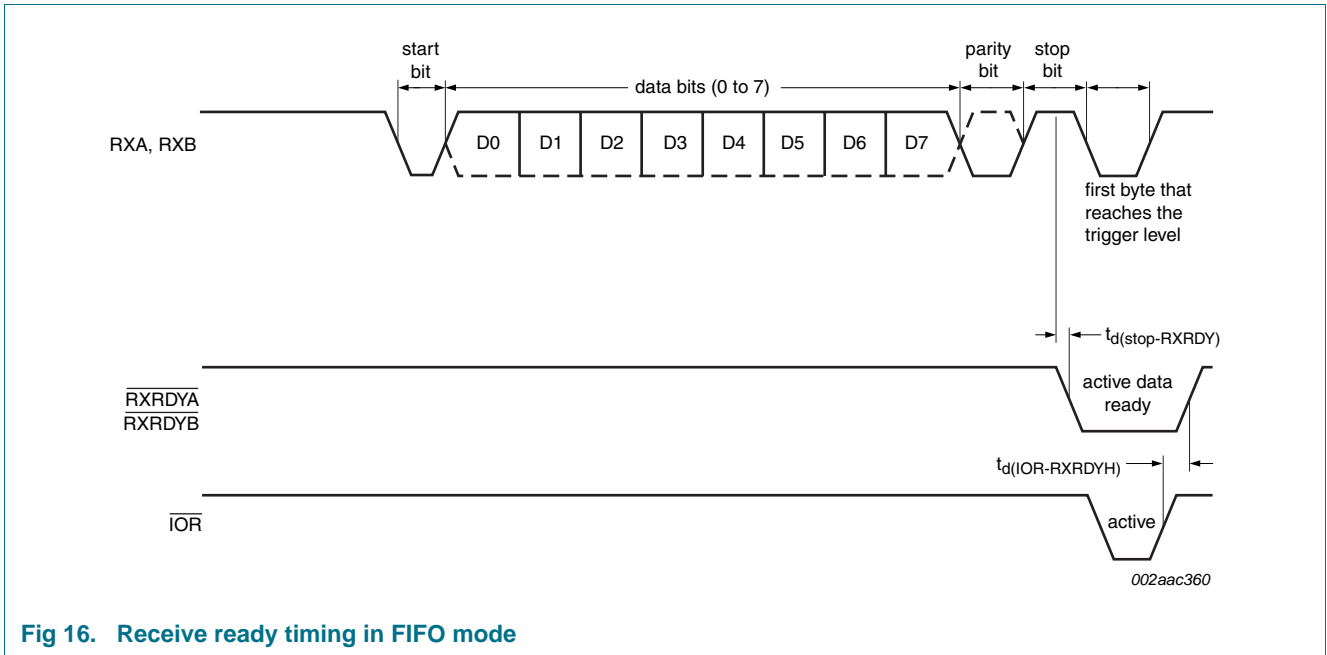 start
bit
data bits (0 to 7)
parity
bit
stop
bit
RXA, RXB
D0 D1 D2 D3 D4 D5 D6 D7
first byte that
reaches the
trigger level
td(stop-RXRDY)
RXRDYA
RXRDYB
active data
ready
td(IOR-RXRDYH)
IOR
active
002aac360
Fig 16. Receive ready timing in FIFO mode